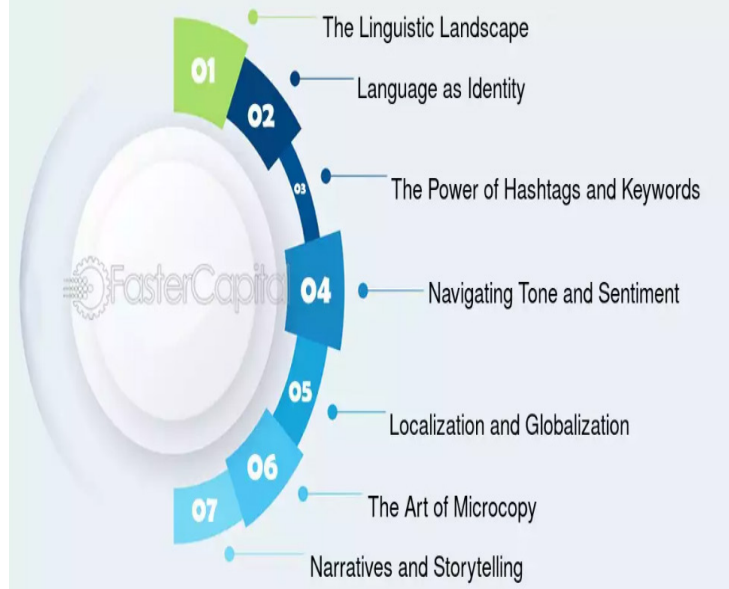 01
The Linguistic Landscape
02
Language as Identity
03
The Power of Hashtags and Keywords
FasterCapital
04
Navigating Tone and Sentiment
05
Localization and Globalization
06
The Art of Microcopy
07
Narratives and Storytelling